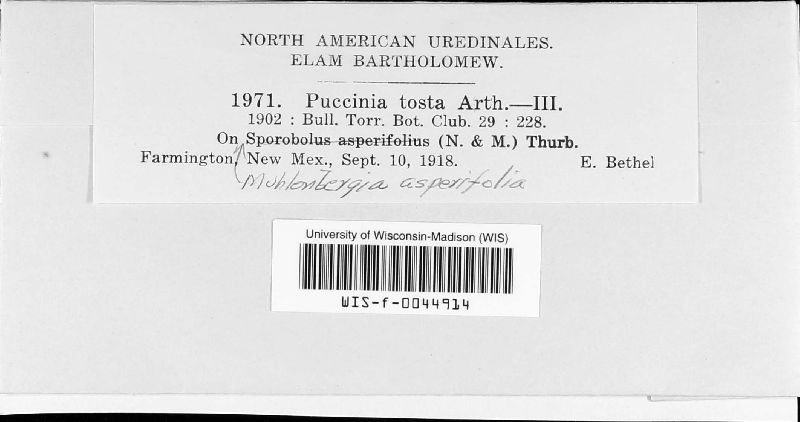 NORTH AMERICAN UREDINALES.
ELAM BARTHOLOMEW.
1971. Puccinia tosta Arth.—III.
1902 : Bull. Torr. Bot. Club. 29 : 228.
On Sporobolus asperifolius (N. & M.) Thurb.
Farmington, New Mex., Sept. 10, 1918. E. Bethel
Muhlenbergia asperifolia
University of Wisconsin-Madison (WIS)
WIS-f-0044914